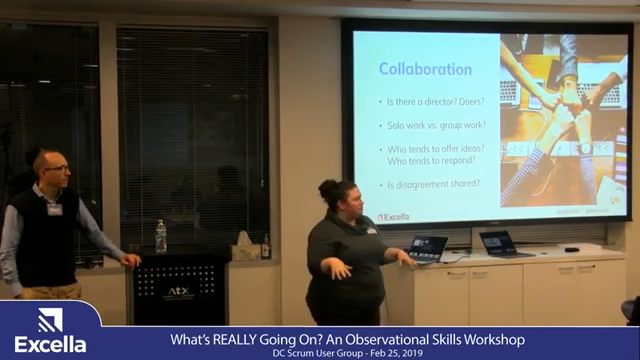 Collaboration
• Is there a director? Doers?
• Solo work vs. group work?
• Who tends to offer ideas?
Who tends to respond?
• Is disagreement shared?
Excella
ATX
Excella
What's REALLY Going On? An Observational Skills Workshop
DC Scrum User Group - Feb 25, 2019